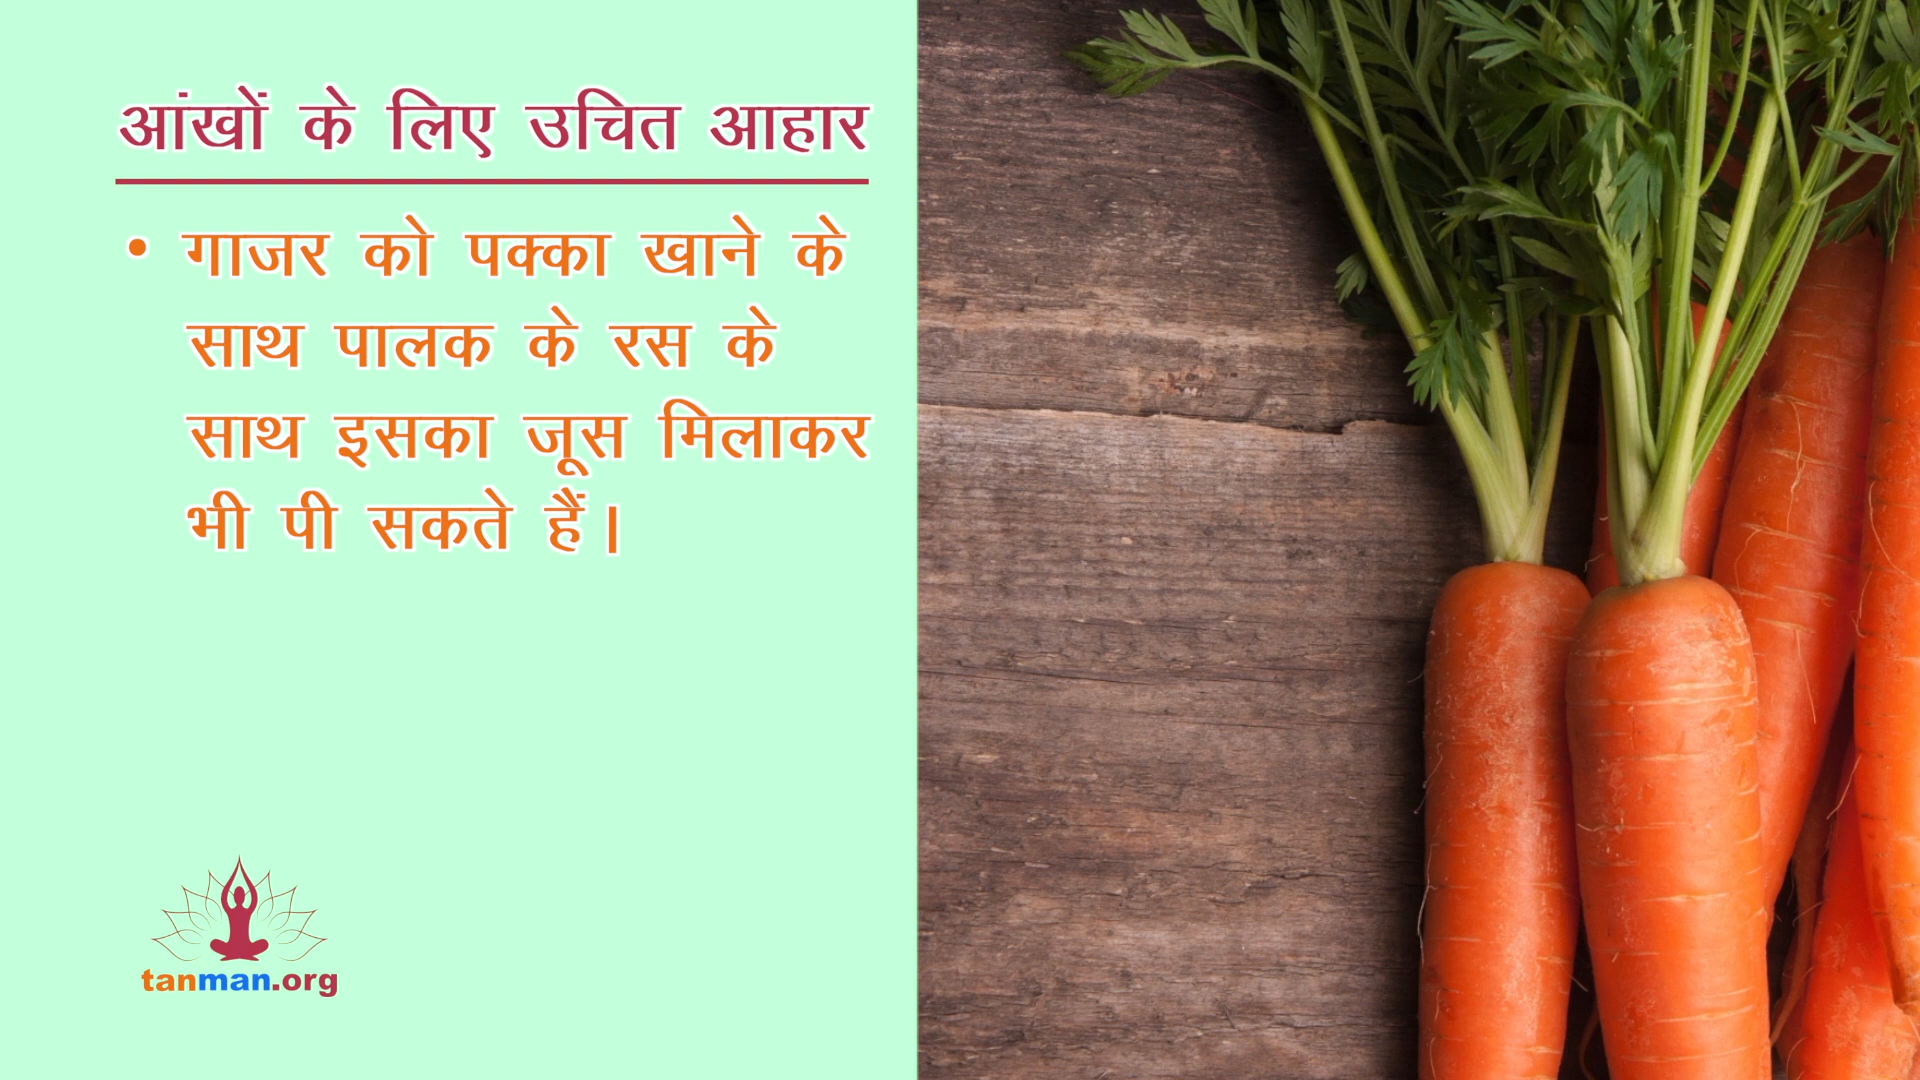 आंखों के लिए उचित आहार
• गाजर को पक्का खाने के
साथ पालक के रस के
साथ इसका जूस मिलाकर
भी पी सकते हैं।
tanman.org